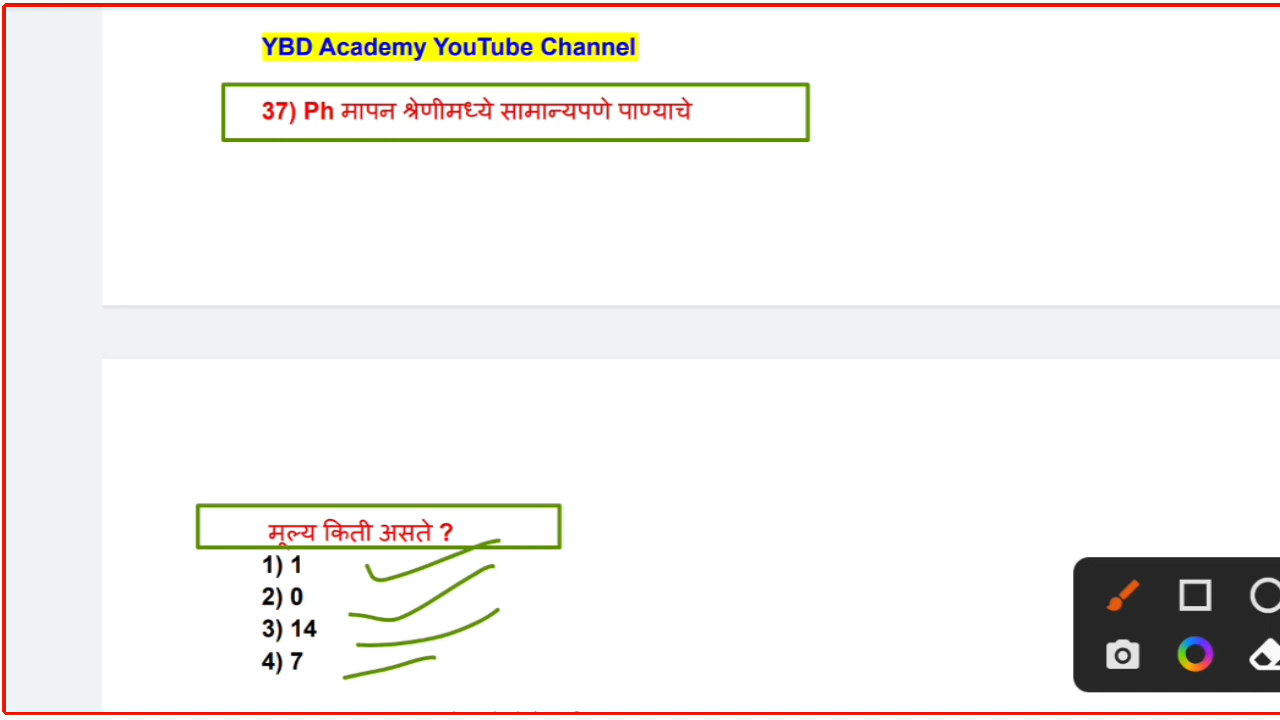 YBD Academy YouTube Channel
37) Ph मापन श्रेणीमध्ये सामान्यपणे पाण्याचे
मूल्य किती असते ?
1) 1
2) 0
3) 14
4) 7